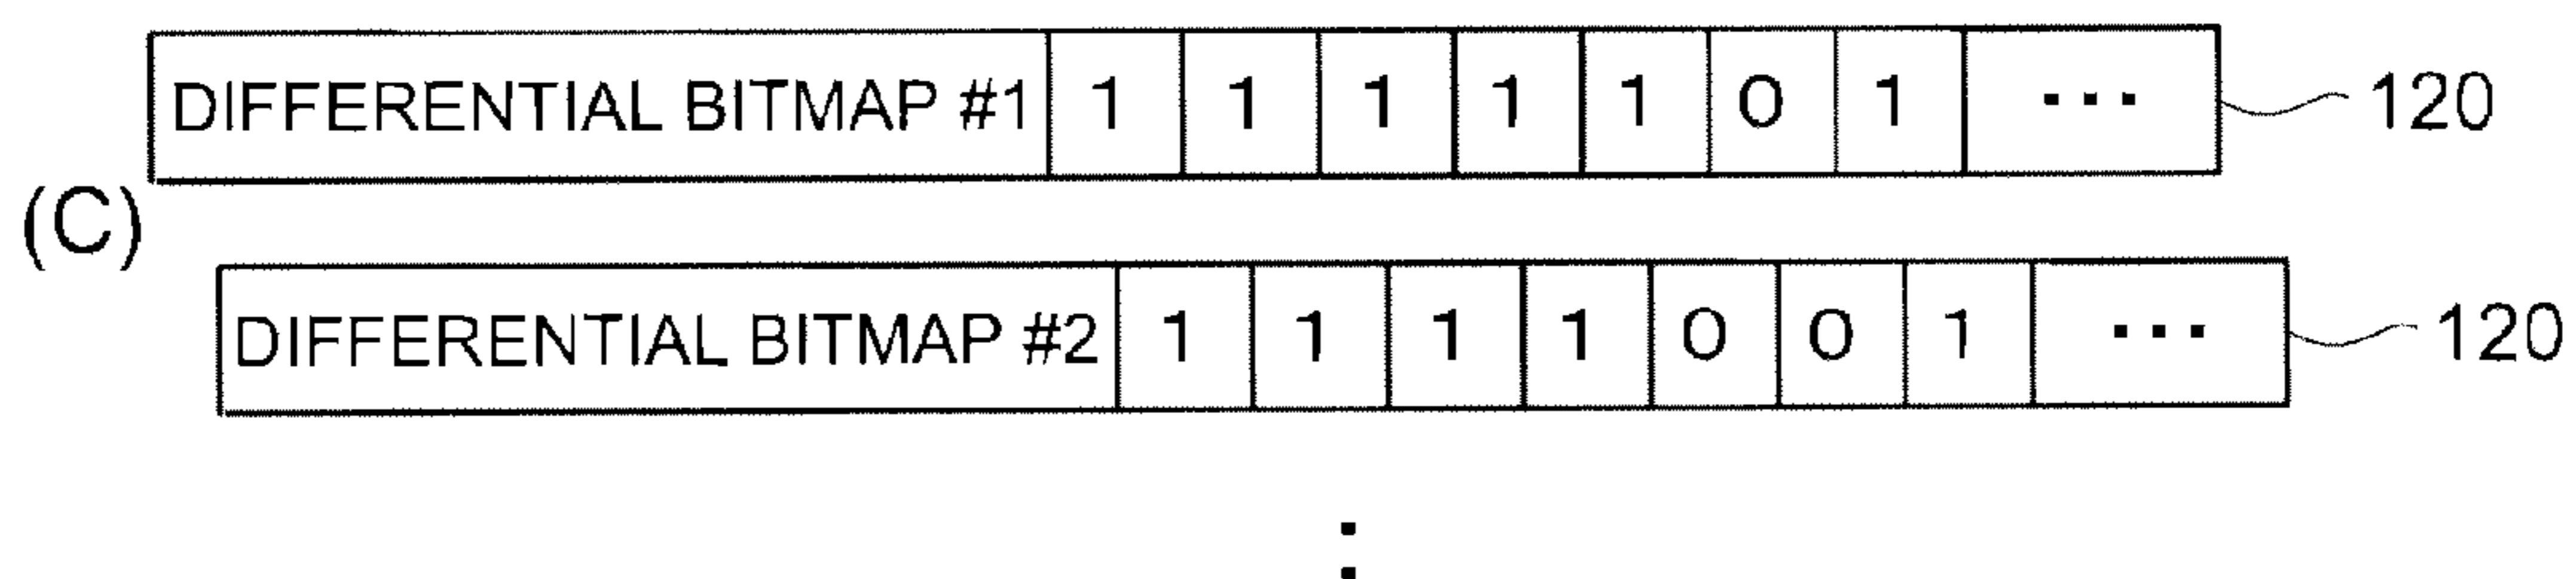 DIFFERENTIAL BITMAP #1 1 1 1 1 1 0 1 ··· 120
(C)
DIFFERENTIAL BITMAP #2 1 1 1 1 0 0 1 ··· 120
: